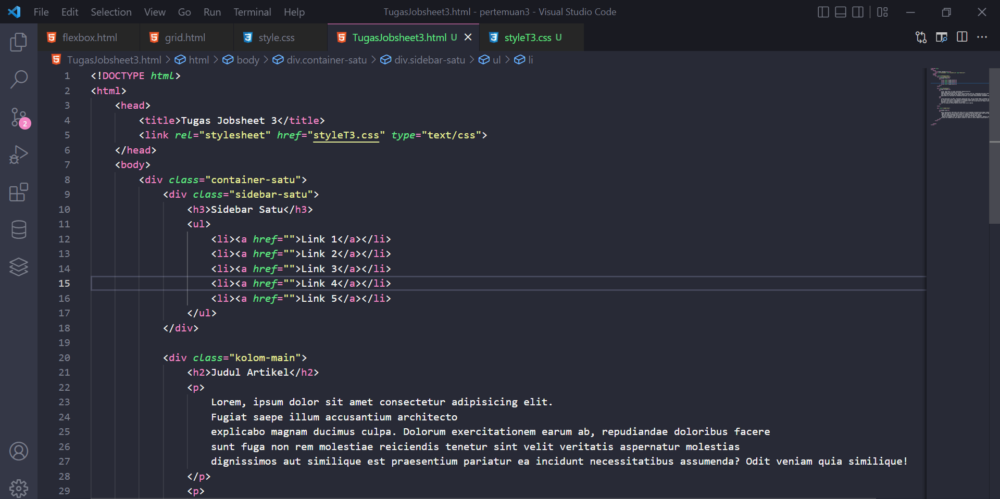 File Edit Selection View Go Run Terminal Help TugasJobsheet3.html - pertemuan3 - Visual Studio Code
flexbox.html grid.html style.css TugasJobsheet3.html U styleT3.css U
TugasJobsheet3.html > html > body > div.container-satu > div.sidebar-satu > ul > li
1 <!DOCTYPE html>
2 <html>
3 <head>
4 <title>Tugas Jobsheet 3</title>
5 <link rel="stylesheet" href="styleT3.css" type="text/css">
6 </head>
7 <body>
8 <div class="container-satu">
9 <div class="sidebar-satu">
10 <h3>Sidebar Satu</h3>
11 <ul>
12 <li><a href="">Link 1</a></li>
13 <li><a href="">Link 2</a></li>
14 <li><a href="">Link 3</a></li>
15 <li><a href="">Link 4</a></li>
16 <li><a href="">Link 5</a></li>
17 </ul>
18 </div>
19
20 <div class="kolom-main">
21 <h2>Judul Artikel</h2>
22 <p>
23 Lorem, ipsum dolor sit amet consectetur adipisicing elit.
24 Fugiat saepe illum accusantium architecto
25 explicabo magnam ducimus culpa. Dolorum exercitationem earum ab, repudiandae doloribus facere
26 sunt fuga non rem molestiae reiciendis tenetur sint velit veritatis aspernatur molestias
27 dignissimos aut similique est praesentium pariatur ea incidunt necessitatibus assumenda? Odit veniam quia similique!
28 </p>
29 <p>
2